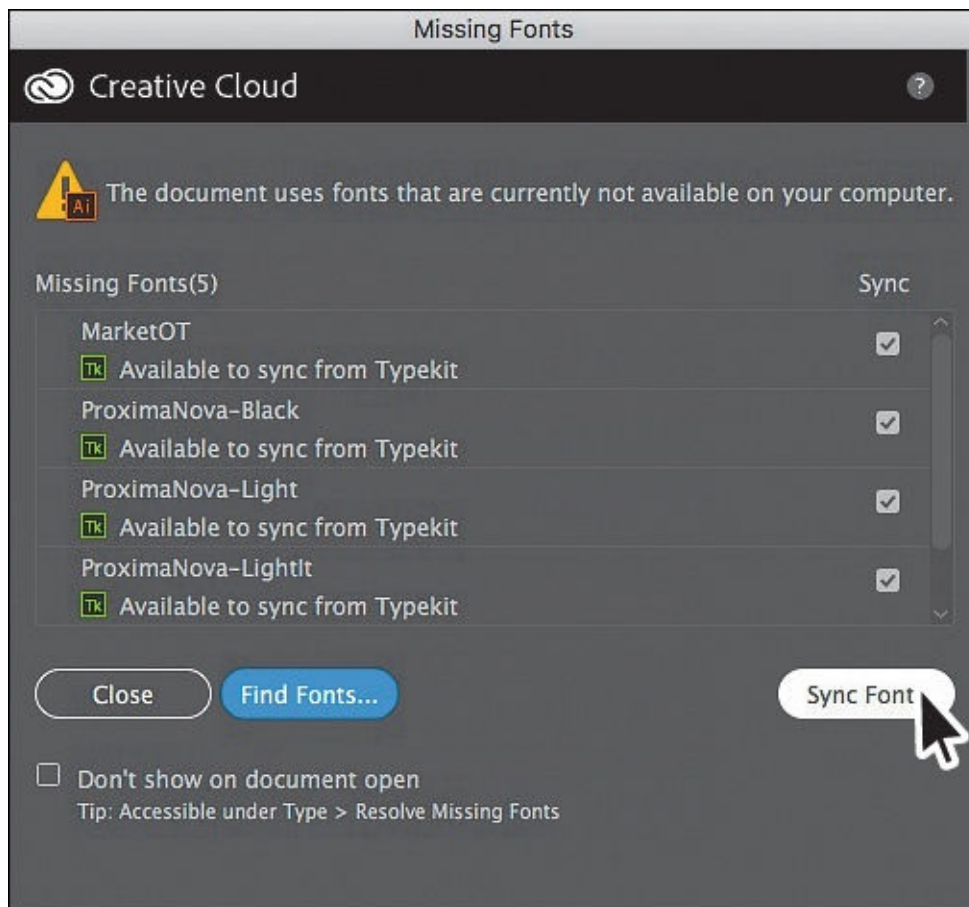 Missing Fonts
Creative Cloud
?
Ai
The document uses fonts that are currently not available on your computer.
Missing Fonts(5)
Sync
MarketOT
Tk Available to sync from Typekit
ProximaNova-Black
Tk Available to sync from Typekit
ProximaNova-Light
Tk Available to sync from Typekit
ProximaNova-LightIt
Tk Available to sync from Typekit
Close
Find Fonts...
Sync Font
Don't show on document open
Tip: Accessible under Type > Resolve Missing Fonts